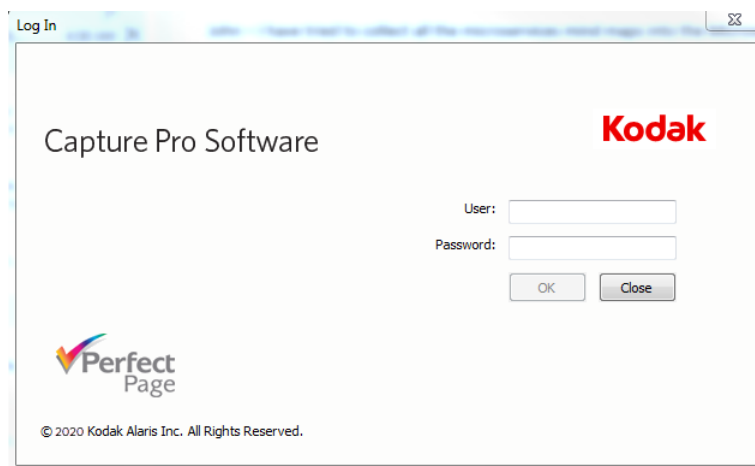 Log In
Capture Pro Software
Kodak
User:
Password:
OK Close
Perfect
Page
© 2020 Kodak Alaris Inc. All Rights Reserved.